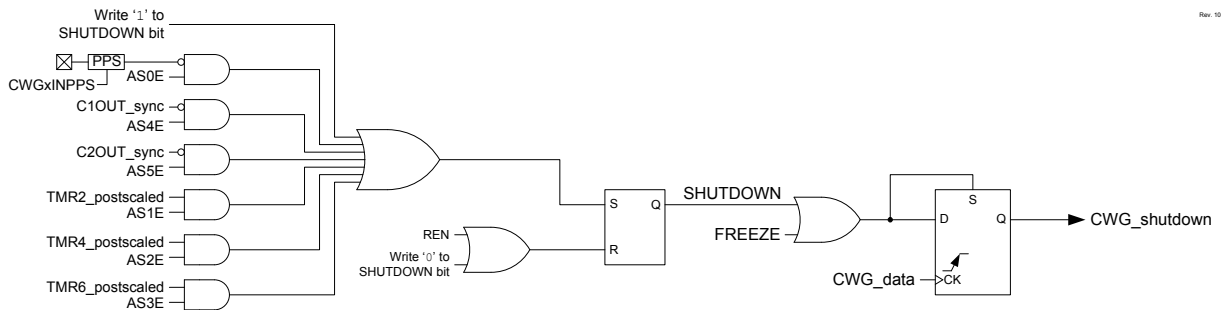 Write ‘1’ to
SHUTDOWN bit
Rev. 10
PPS
CWGxINPPS
AS0E
C1OUT_sync
AS4E
C2OUT_sync
AS5E
TMR2_postscaled
AS1E
TMR4_postscaled
AS2E
TMR6_postscaled
AS3E
REN
Write ‘0’ to
SHUTDOWN bit
S
Q
R
SHUTDOWN
FREEZE
S
D
Q
CWG_data
CK
CWG_shutdown